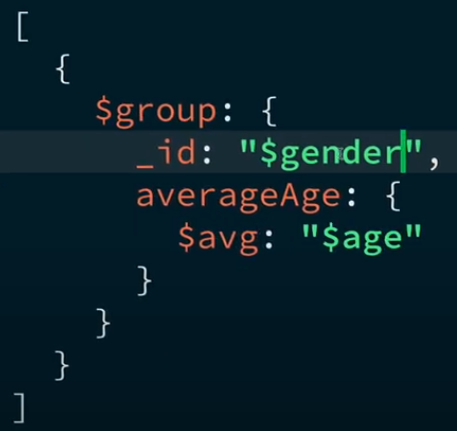 [
  {
    $group: {
      _id: "$gender",
      averageAge: {
        $avg: "$age"
      }
    }
  }
]